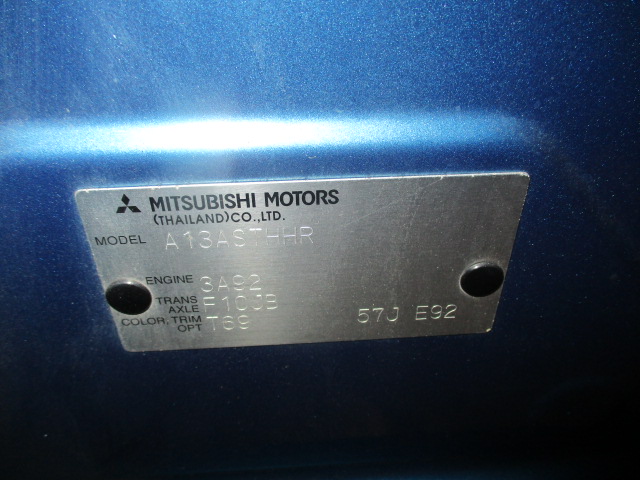 MITSUBISHI MOTORS
(THAILAND)CO.,LTD.
MODEL A13ASTHHR
ENGINE 3A92
TRANS AXLE F1CJB
COLOR,TRIM OPT T69 57J E92